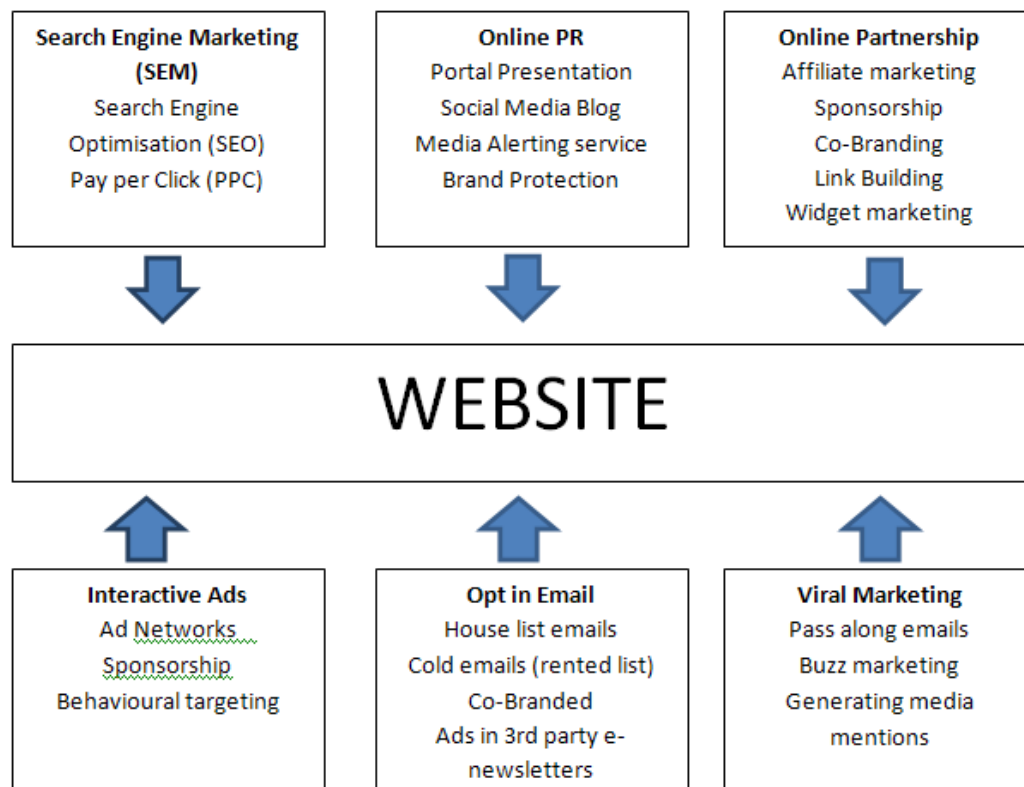 Search Engine Marketing
(SEM)
Search Engine
Optimisation (SEO)
Pay per Click (PPC)
Online PR
Portal Presentation
Social Media Blog
Media Alerting service
Brand Protection
Online Partnership
Affiliate marketing
Sponsorship
Co-Branding
Link Building
Widget marketing
WEBSITE
Interactive Ads
Ad Networks
Sponsorship
Behavioural targeting
Opt in Email
House list emails
Cold emails (rented list)
Co-Branded
Ads in 3rd party e-
newsletters
Viral Marketing
Pass along emails
Buzz marketing
Generating media
mentions